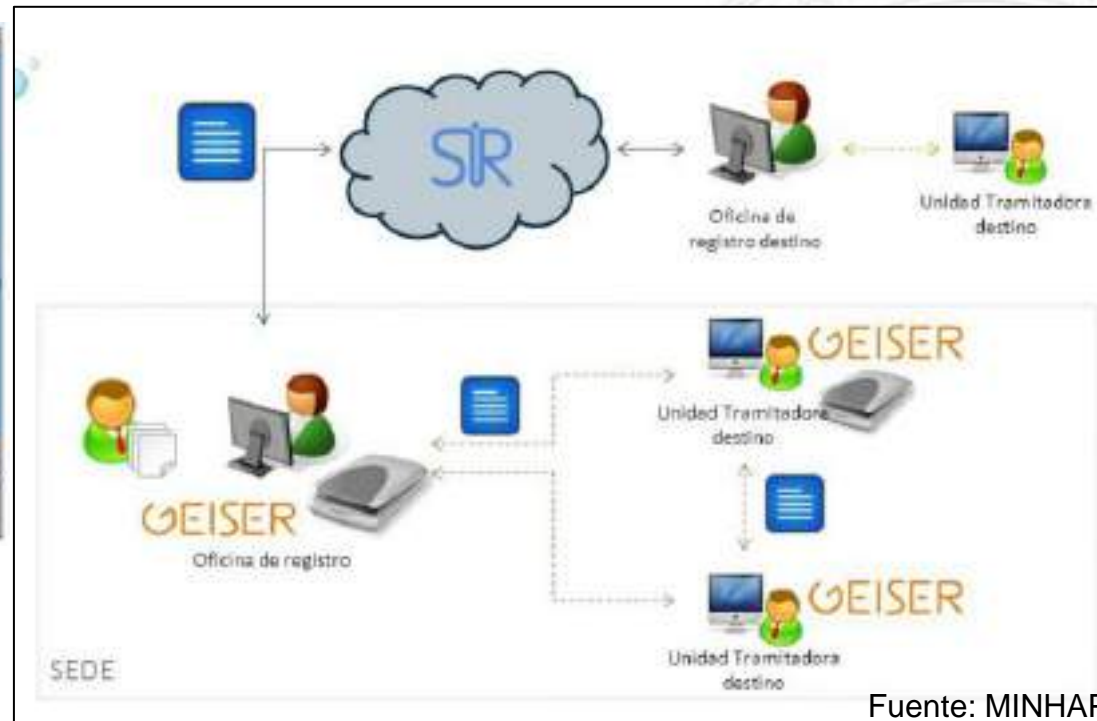 SIR
Oficina de
registro destino
Unidad Tramitadora
destino
GEISER
Unidad Tramitadora
destino
GEISER
Oficina de registro
GEISER
Unidad Tramitadora
destino
SEDE
Fuente: MINHAP